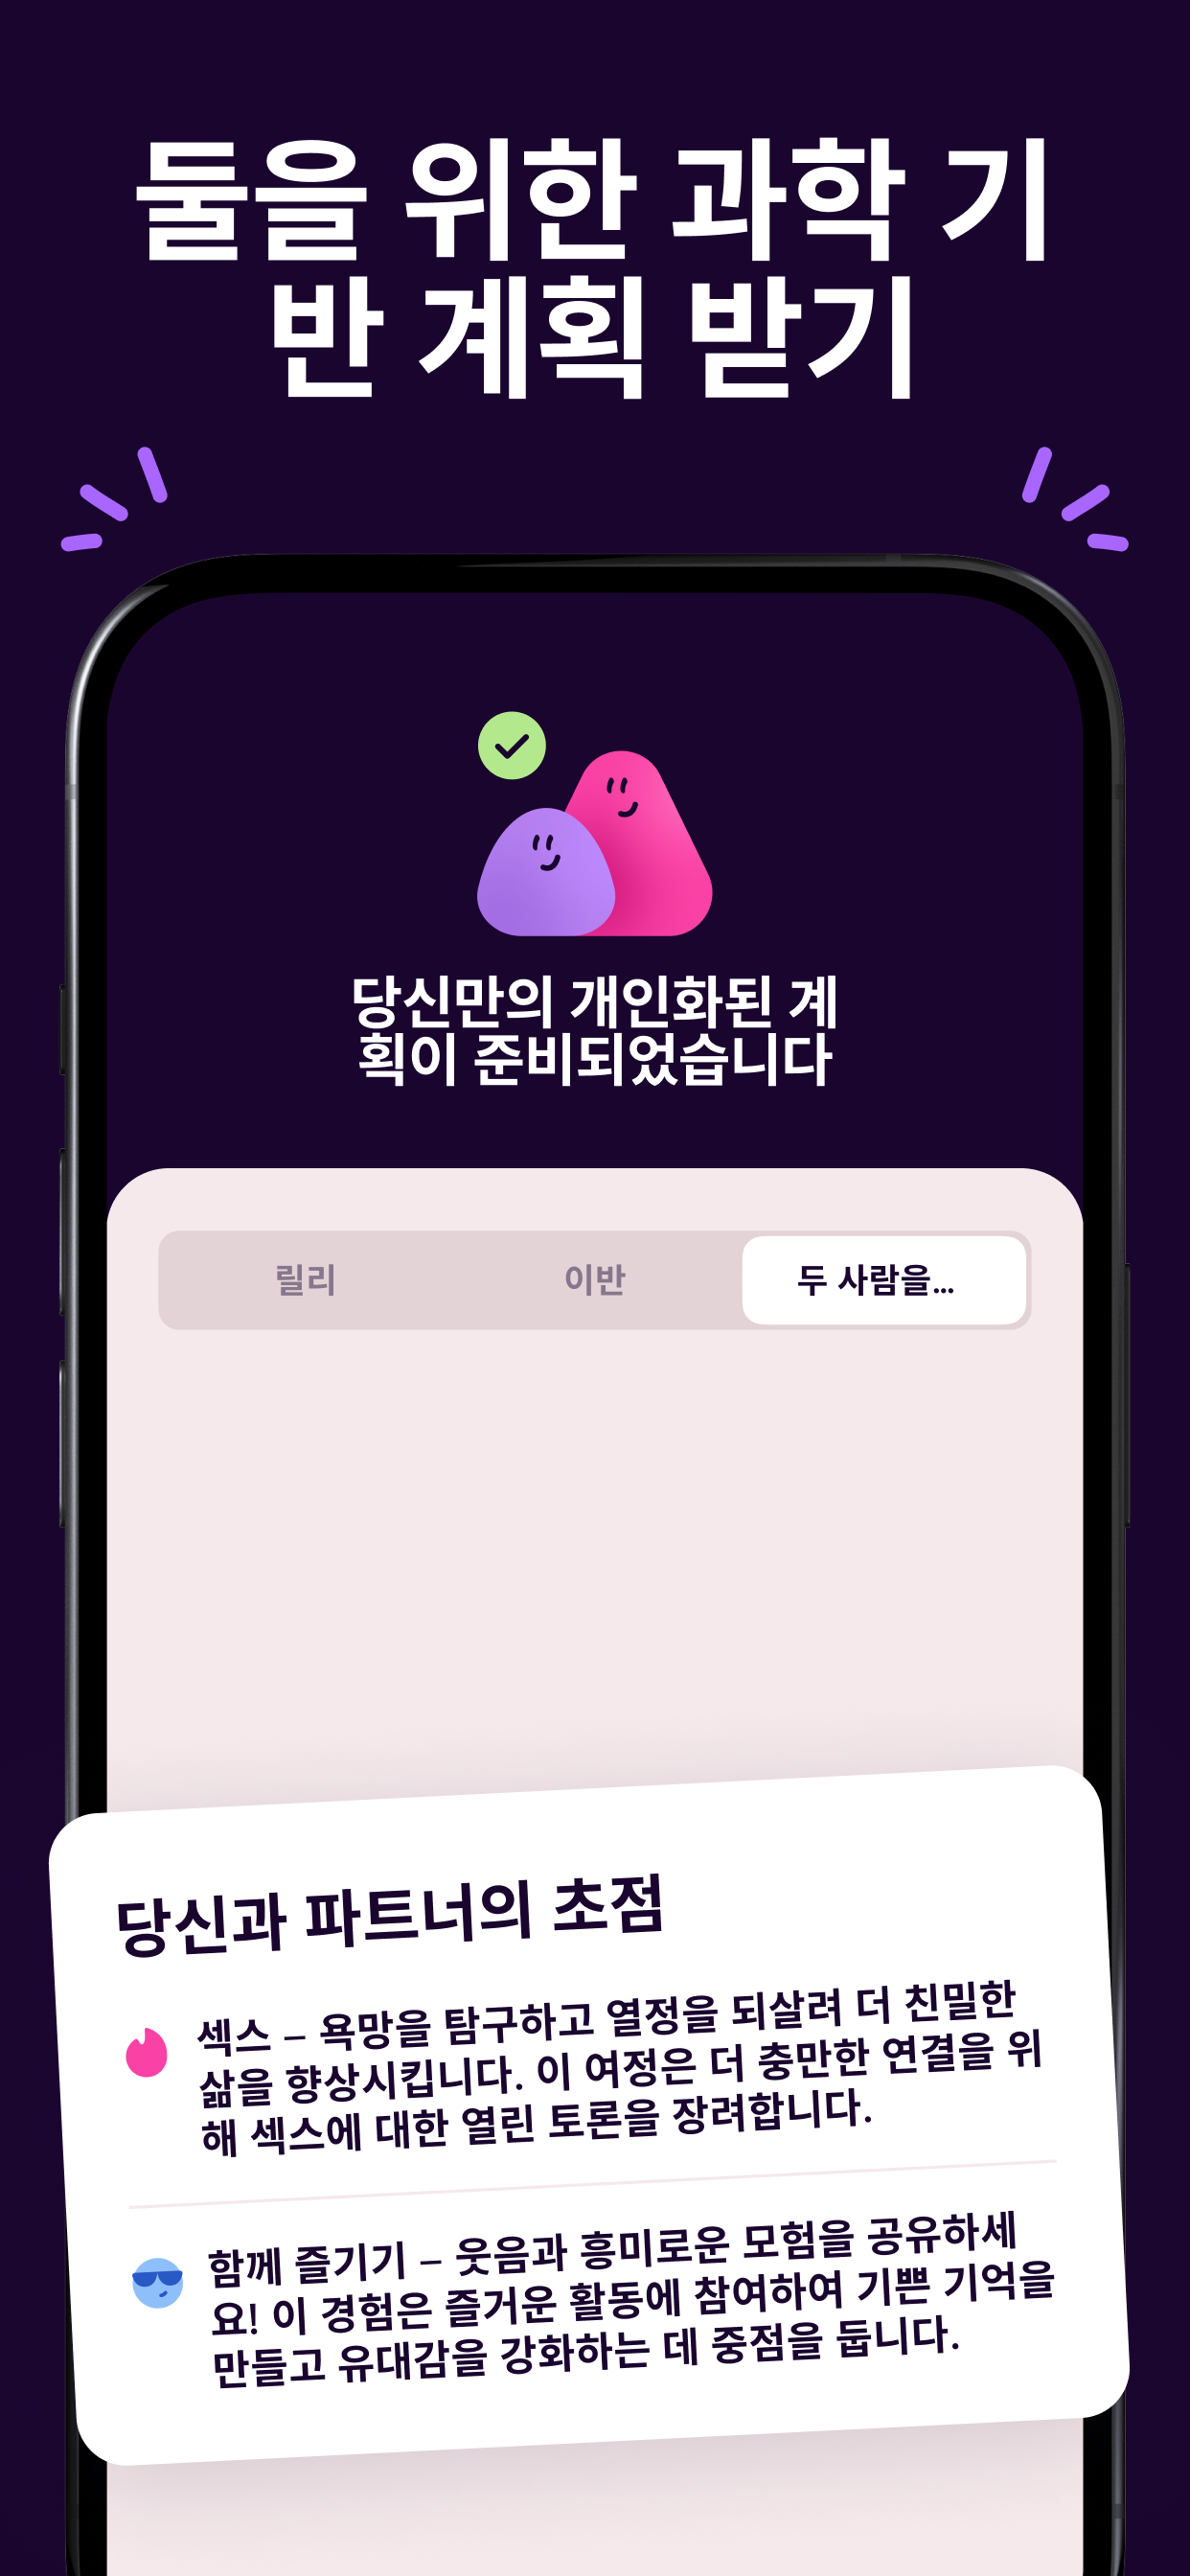 둘을 위한 과학 기
반 계획 받기
당신만의 개인화된 계
획이 준비되었습니다
릴리
이반
두 사람을...
당신과 파트너의 초점
섹스 – 욕망을 탐구하고 열정을 되살려 더 친밀한
삶을 향상시킵니다. 이 여정은 더 충만한 연결을 위
해 섹스에 대한 열린 토론을 장려합니다.
함께 즐기기 – 웃음과 흥미로운 모험을 공유하세
요! 이 경험은 즐거운 활동에 참여하여 기쁜 기억을
만들고 유대감을 강화하는 데 중점을 둡니다.